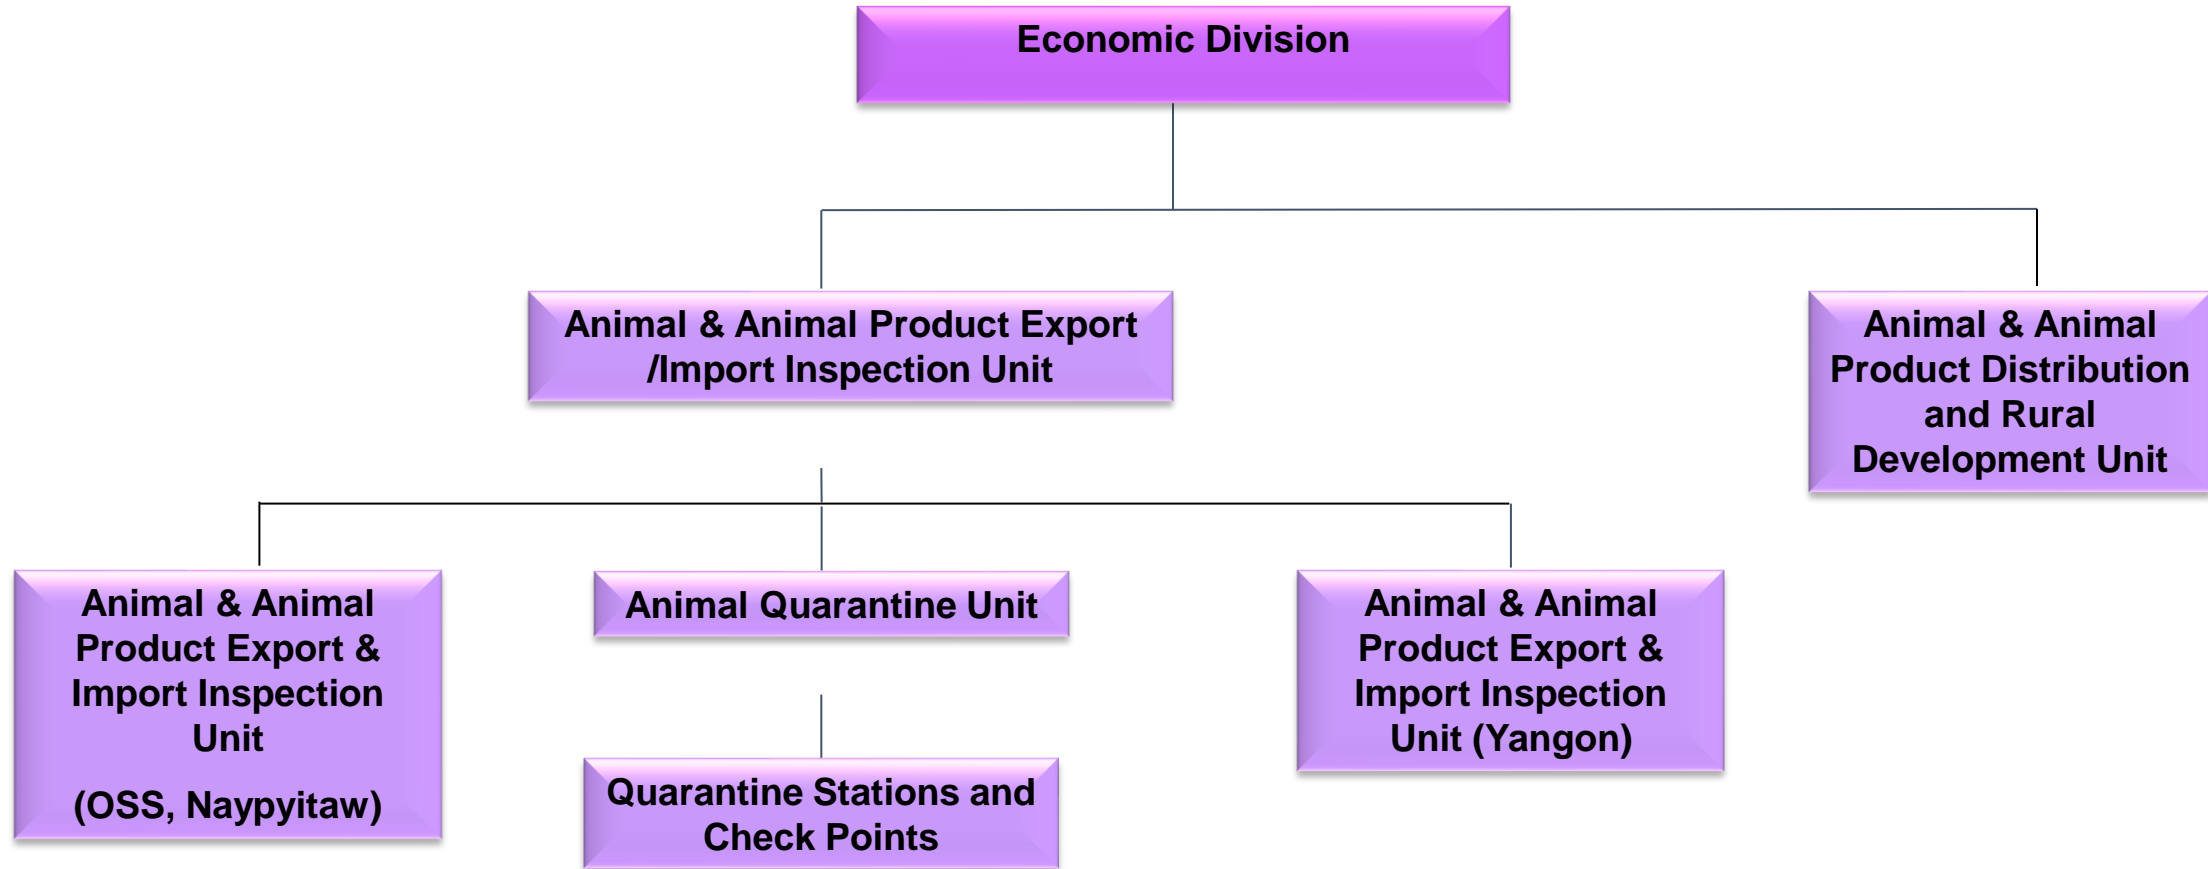 Economic Division
Animal & Animal Product Export
/Import Inspection Unit
Animal & Animal
Product Distribution
and Rural
Development Unit
Animal & Animal
Product Export &
Import Inspection
Unit
(OSS, Naypyitaw)
Animal Quarantine Unit
Animal & Animal
Product Export &
Import Inspection
Unit (Yangon)
Quarantine Stations and
Check Points